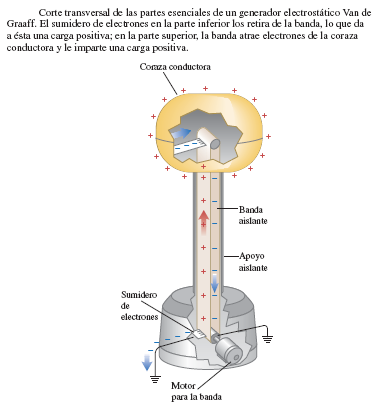 Corte transversal de las partes esenciales de un generador electrostático Van de
Graaff. El sumidero de electrones en la parte inferior los retira de la banda, lo que da
a ésta una carga positiva; en la parte superior, la banda atrae electrones de la coraza
conductora y le imparte una carga positiva.
Coraza conductora
Banda
aislante
Apoyo
aislante
Sumidero
de
electrones
Motor
para la banda